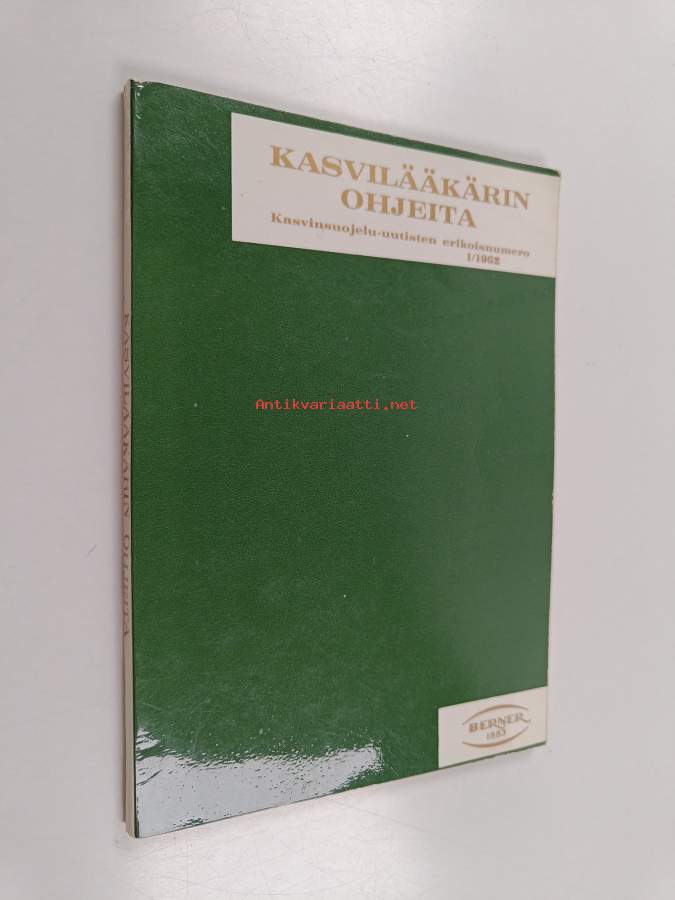 KASVILÄÄKÄRIN
OHJEITA
Kasvinsuojelu-uutisten erikoisnumero
1/1962
Antikvariaatti.net
KASVILÄÄKÄRIN OHJEITA
BERNER
1883